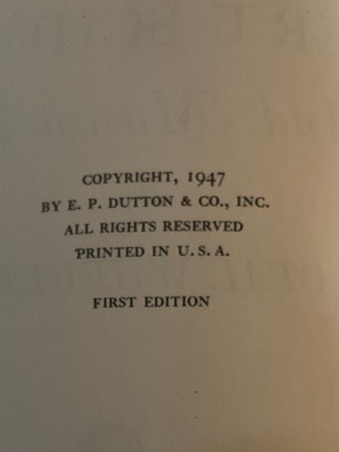 COPYRIGHT, 1947
BY E. P. DUTTON & CO., INC.
ALL RIGHTS RESERVED
PRINTED IN U. S. A.
FIRST EDITION